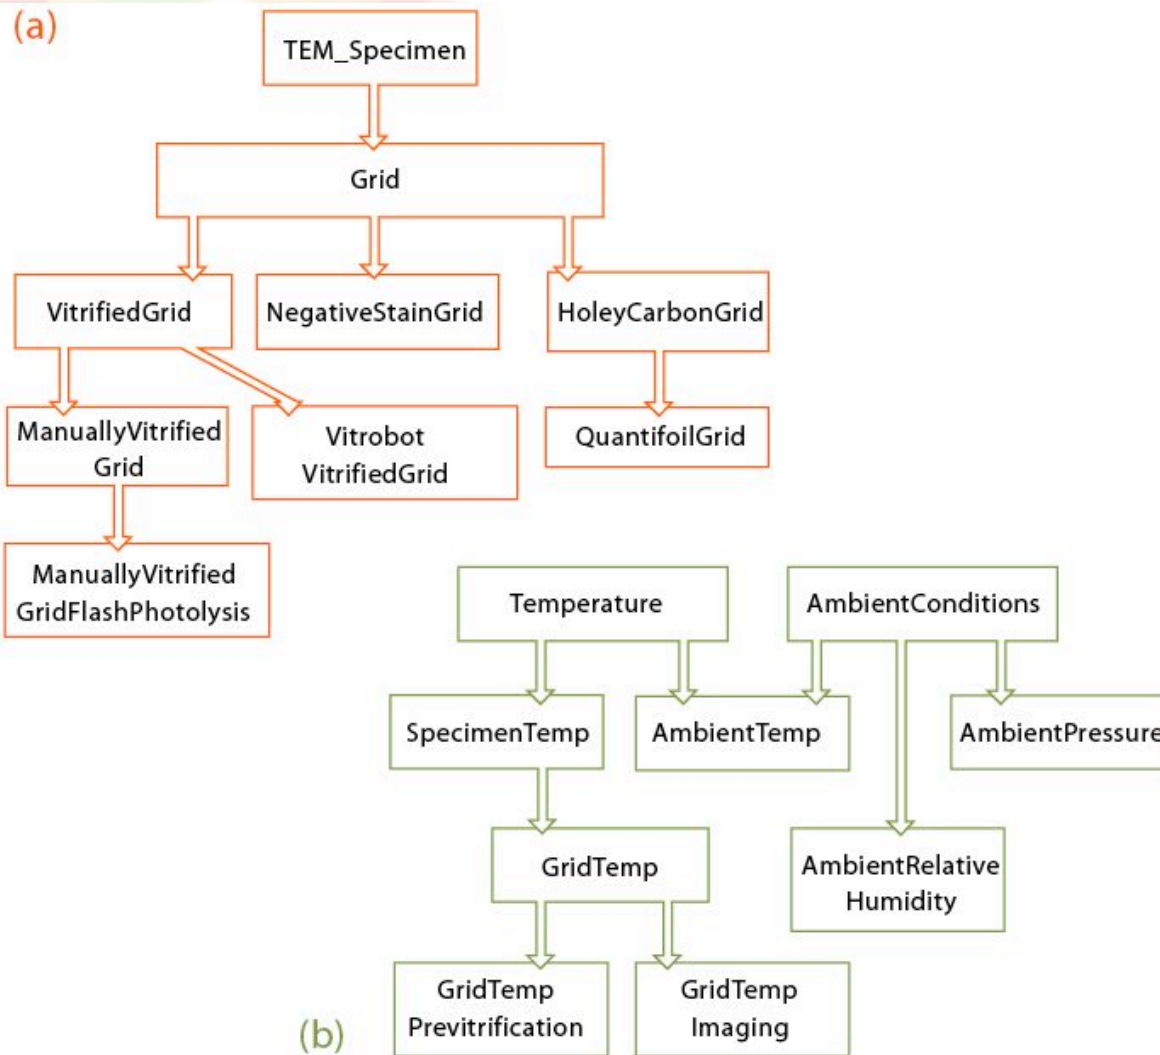 (a)
TEM_Specimen
Grid
VitrifiedGrid
NegativeStainGrid
HoleyCarbonGrid
ManuallyVitrified
Grid
Vitrobot
VitrifiedGrid
QuantifoilGrid
ManuallyVitrified
GridFlashPhotolysis
Temperature
AmbientConditions
SpecimenTemp
AmbientTemp
AmbientPressure
GridTemp
AmbientRelative
Humidity
GridTemp
Previtrification
GridTemp
Imaging
(b)